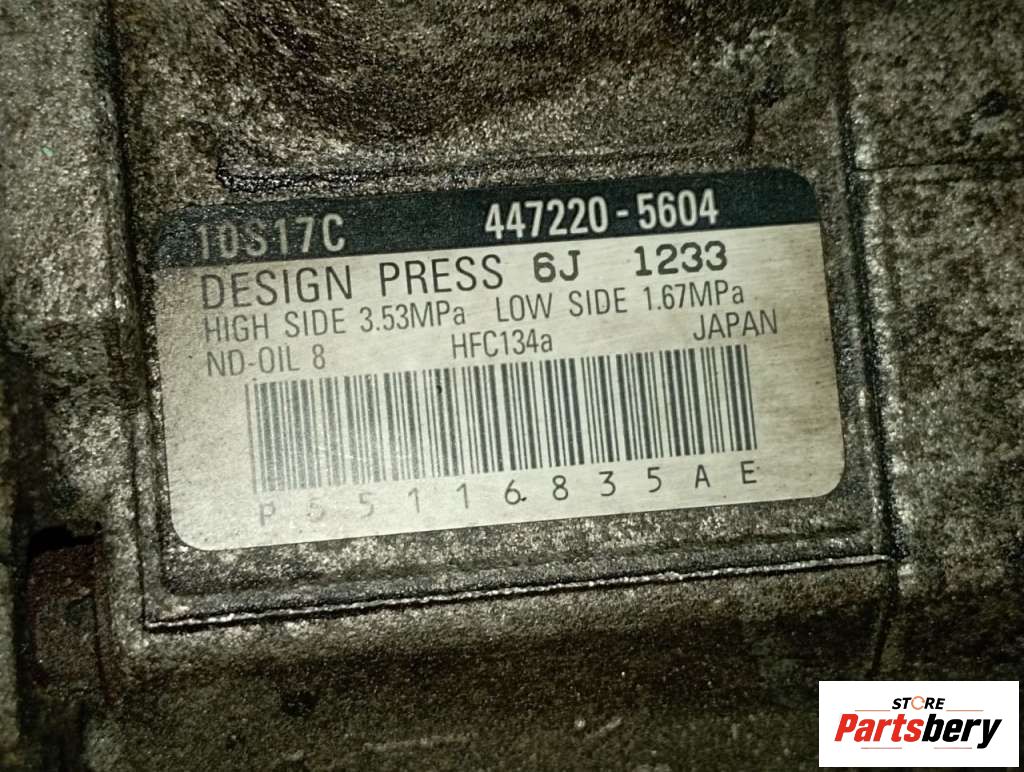 10S17C 447220-5604
DESIGN PRESS 6J 1233
HIGH SIDE 3.53MPa LOW SIDE 1.67MPa
ND-OIL 8 HFC134a JAPAN
P55116835AE
STORE
Partsbery